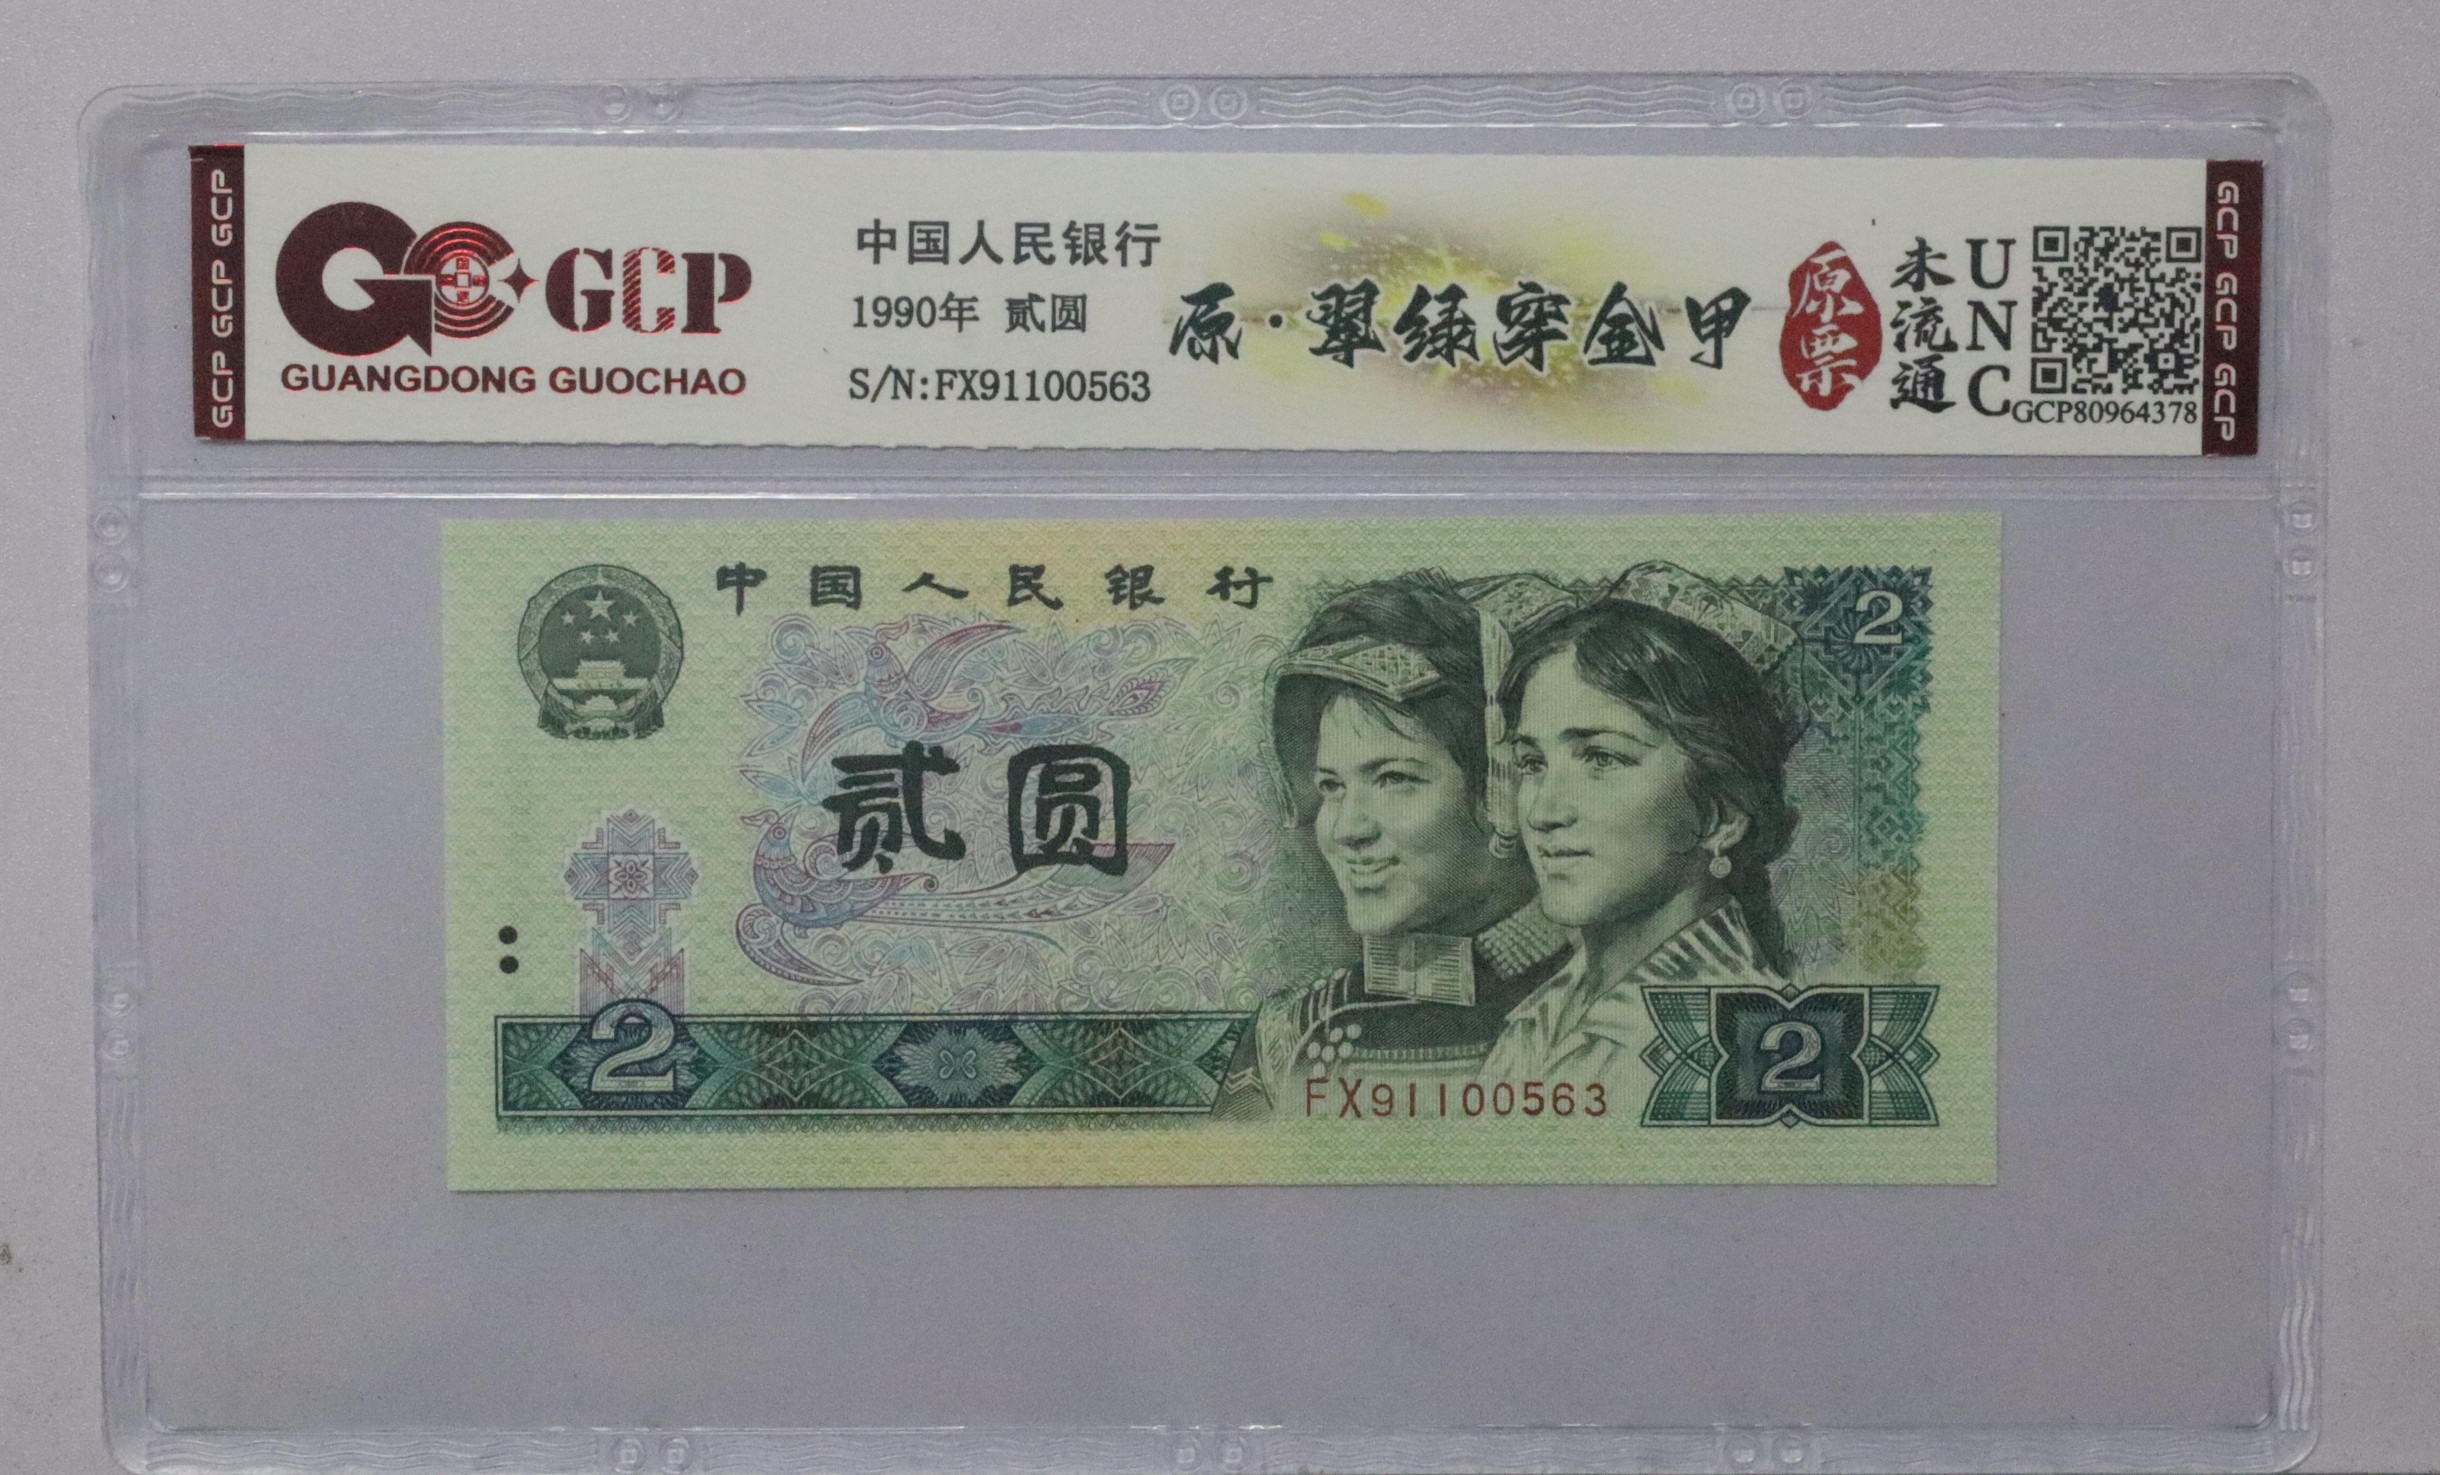 GCP GCP GCP
GCP
GUANGDONG GUOCHAO
中国人民银行
1990年 贰圆
S/N:FX91100563
原·翠绿穿金甲
原票
未流通
UNC
GCP80964378
GCP GCP GCP
中国人民银行
2
贰圆
2
FX91100563
2